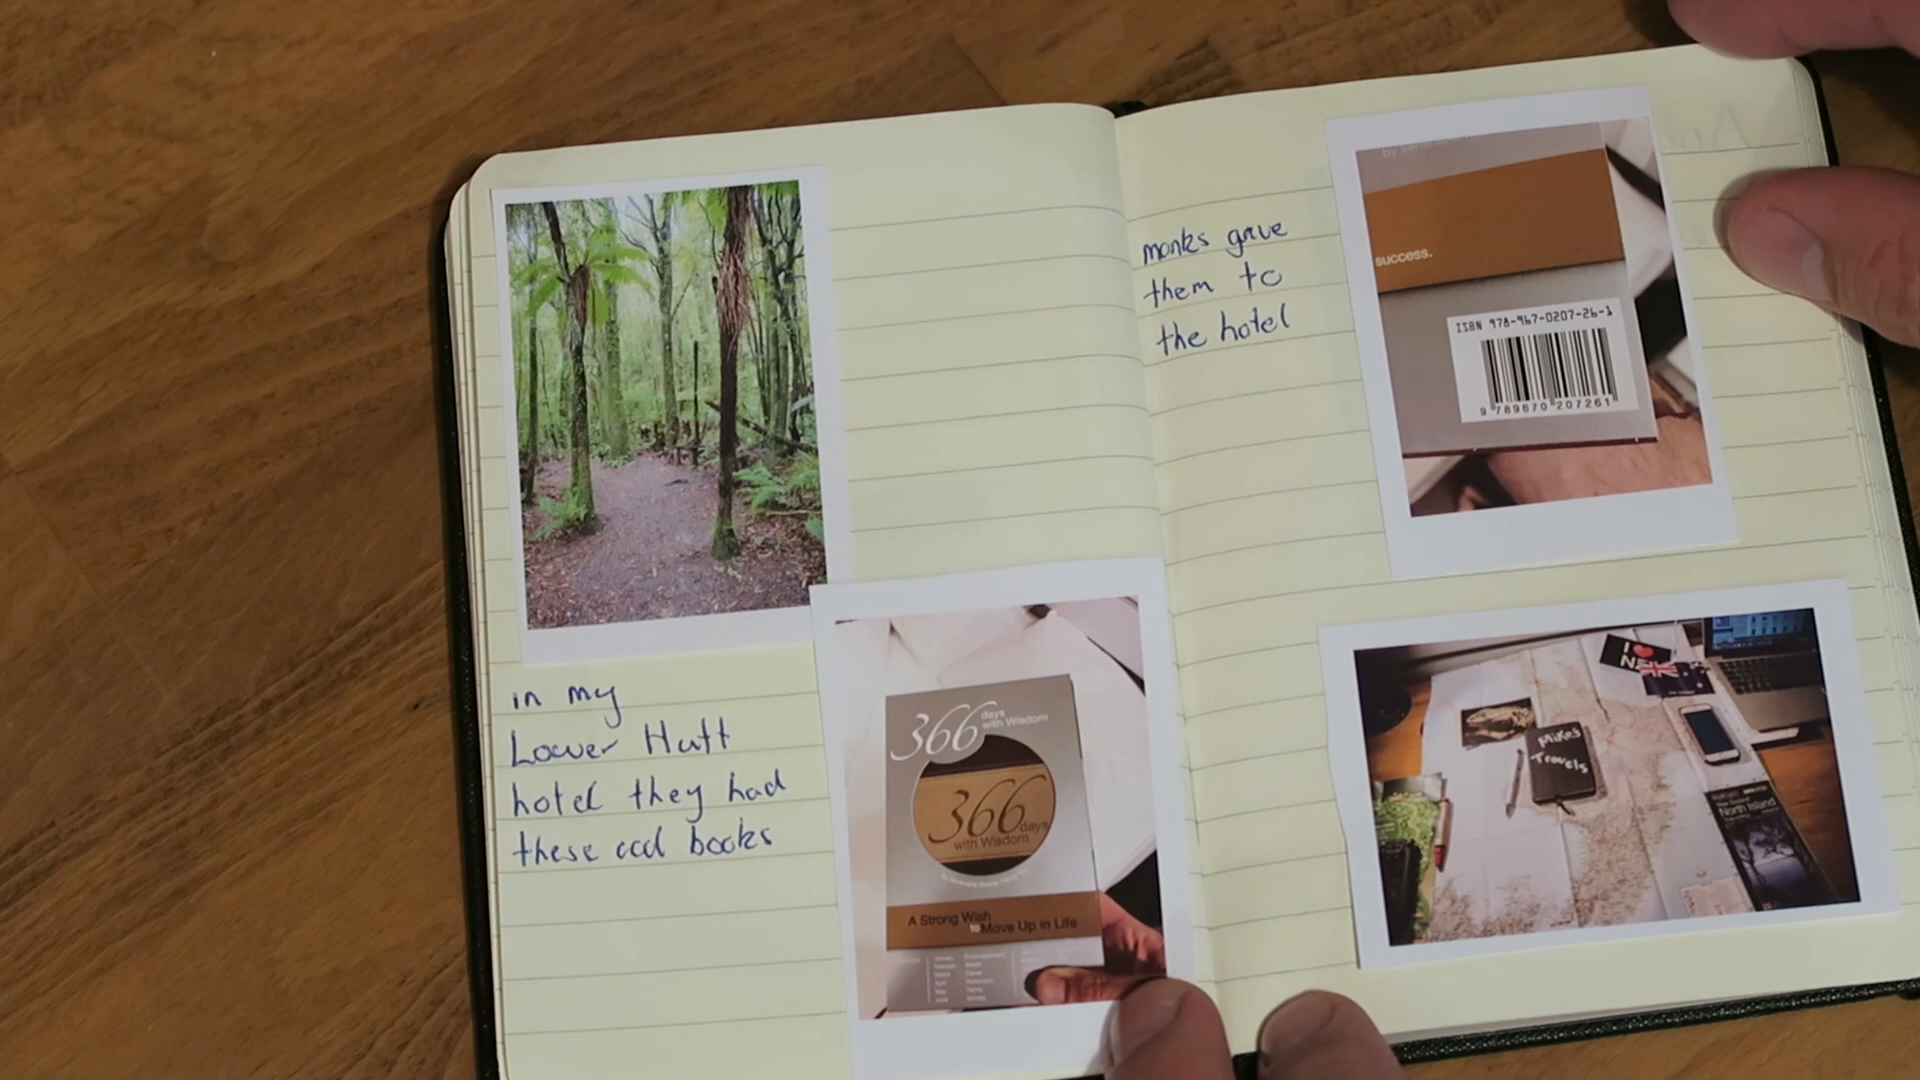 in my
Lower Hutt
hotel they had
these cool books
366 days
with Wisdom
366 days
with Wisdom
A Strong Wish
to Move Up in Life
monks gave
them to
the hotel
success.
ISBN 978-967-0207-26-1
9 789670 207261
I ❤ N
Mike's
Travels
New Zealand
North Island